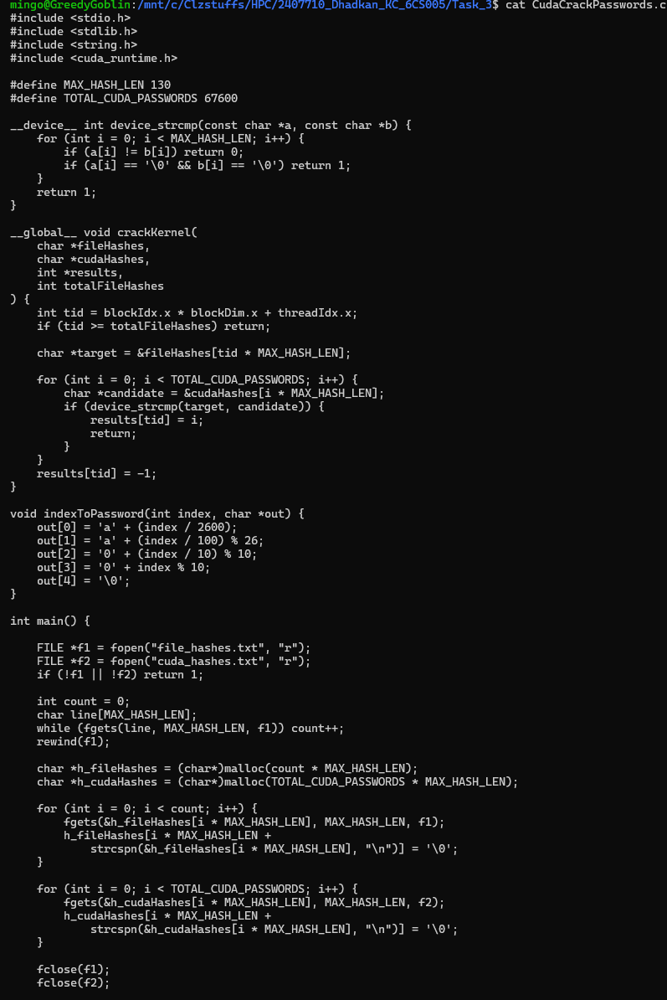 mingo@GreedyGoblin:/mnt/c/Clzstuffs/HPC/2407710_Dhadkan_KC_6CS005/Task_3$ cat CudaCrackPasswords.c
#include <stdio.h>
#include <stdlib.h>
#include <string.h>
#include <cuda_runtime.h>

#define MAX_HASH_LEN 130
#define TOTAL_CUDA_PASSWORDS 67600

__device__ int device_strcmp(const char *a, const char *b) {
    for (int i = 0; i < MAX_HASH_LEN; i++) {
        if (a[i] != b[i]) return 0;
        if (a[i] == '\0' && b[i] == '\0') return 1;
    }
    return 1;
}

__global__ void crackKernel(
    char *fileHashes,
    char *cudaHashes,
    int *results,
    int totalFileHashes
) {
    int tid = blockIdx.x * blockDim.x + threadIdx.x;
    if (tid >= totalFileHashes) return;

    char *target = &fileHashes[tid * MAX_HASH_LEN];

    for (int i = 0; i < TOTAL_CUDA_PASSWORDS; i++) {
        char *candidate = &cudaHashes[i * MAX_HASH_LEN];
        if (device_strcmp(target, candidate)) {
            results[tid] = i;
            return;
        }
    }
    results[tid] = -1;
}

void indexToPassword(int index, char *out) {
    out[0] = 'a' + (index / 2600);
    out[1] = 'a' + (index / 100) % 26;
    out[2] = '0' + (index / 10) % 10;
    out[3] = '0' + index % 10;
    out[4] = '\0';
}

int main() {

    FILE *f1 = fopen("file_hashes.txt", "r");
    FILE *f2 = fopen("cuda_hashes.txt", "r");
    if (!f1 || !f2) return 1;

    int count = 0;
    char line[MAX_HASH_LEN];
    while (fgets(line, MAX_HASH_LEN, f1)) count++;
    rewind(f1);

    char *h_fileHashes = (char*)malloc(count * MAX_HASH_LEN);
    char *h_cudaHashes = (char*)malloc(TOTAL_CUDA_PASSWORDS * MAX_HASH_LEN);

    for (int i = 0; i < count; i++) {
        fgets(&h_fileHashes[i * MAX_HASH_LEN], MAX_HASH_LEN, f1);
        h_fileHashes[i * MAX_HASH_LEN +
            strcspn(&h_fileHashes[i * MAX_HASH_LEN], "\n")] = '\0';
    }

    for (int i = 0; i < TOTAL_CUDA_PASSWORDS; i++) {
        fgets(&h_cudaHashes[i * MAX_HASH_LEN], MAX_HASH_LEN, f2);
        h_cudaHashes[i * MAX_HASH_LEN +
            strcspn(&h_cudaHashes[i * MAX_HASH_LEN], "\n")] = '\0';
    }

    fclose(f1);
    fclose(f2);